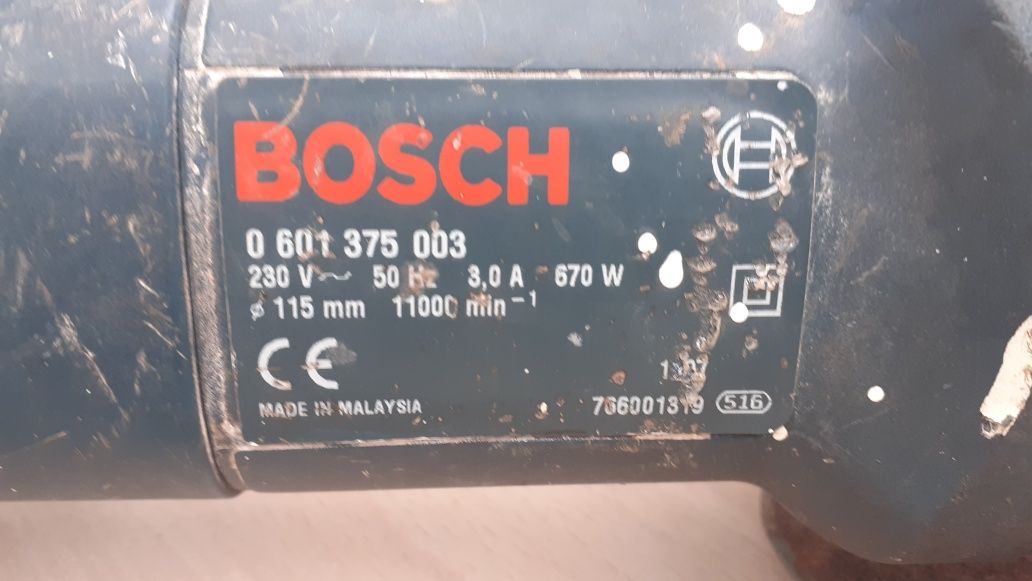 BOSCH
0 601 375 003
230 V ~ 50 Hz 3,0 A 670 W
ø 115 mm 11000 min⁻¹
CE
MADE IN MALAYSIA
766001319 516